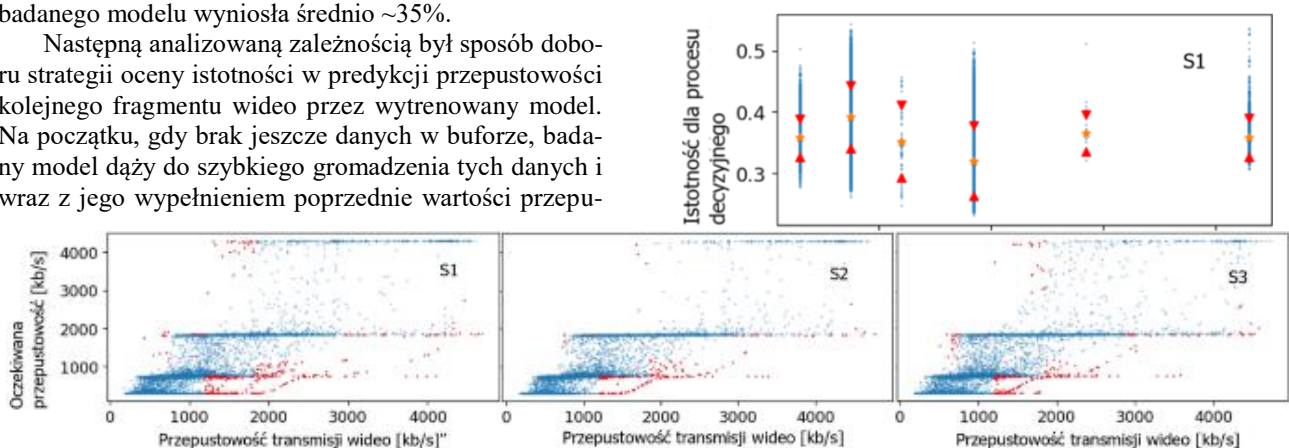 badanego modelu wyniosła średnio ~35%.
Następną analizowaną zależnością był sposób dobo-
ru strategii oceny istotności w predykcji przepustowości
kolejnego fragmentu wideo przez wytrenowany model.
Na początku, gdy brak jeszcze danych w buforze, bada-
ny model dąży do szybkiego gromadzenia tych danych i
wraz z jego wypełnieniem poprzednie wartości przepu-
Istotność dla procesu
decyzyjnego
0.5
0.4
0.3
S1
Oczekiwana
przepustowość [kb/s]
4000
3000
2000
1000
S1
S2
S3
0 1000 2000 3000 4000
0 1000 2000 3000 4000
0 1000 2000 3000 4000
Przepustowość transmisji wideo [kb/s]"
Przepustowość transmisji wideo [kb/s]
Przepustowość transmisji wideo [kb/s]